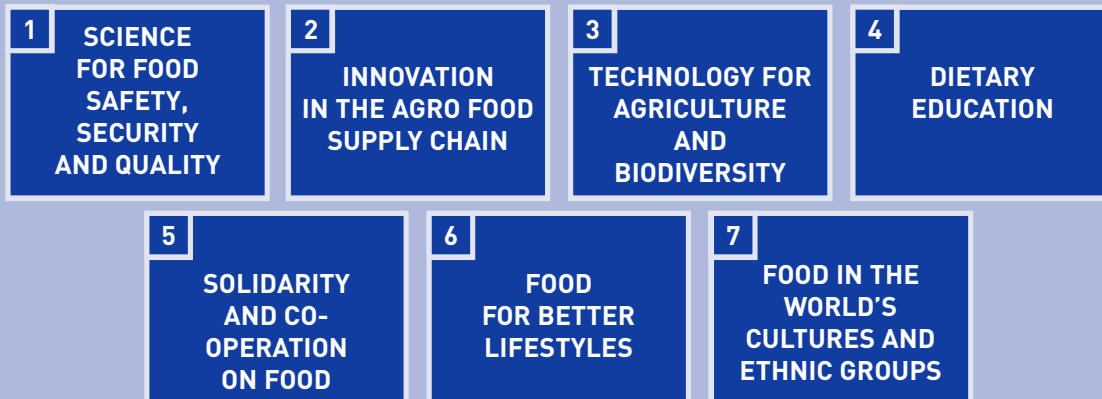 1
SCIENCE
FOR FOOD
SAFETY,
SECURITY
AND QUALITY
2
INNOVATION
IN THE AGRO FOOD
SUPPLY CHAIN
3
TECHNOLOGY FOR
AGRICULTURE
AND
BIODIVERSITY
4
DIETARY
EDUCATION
5
SOLIDARITY
AND CO-
OPERATION
ON FOOD
6
FOOD
FOR BETTER
LIFESTYLES
7
FOOD IN THE
WORLD'S
CULTURES AND
ETHNIC GROUPS